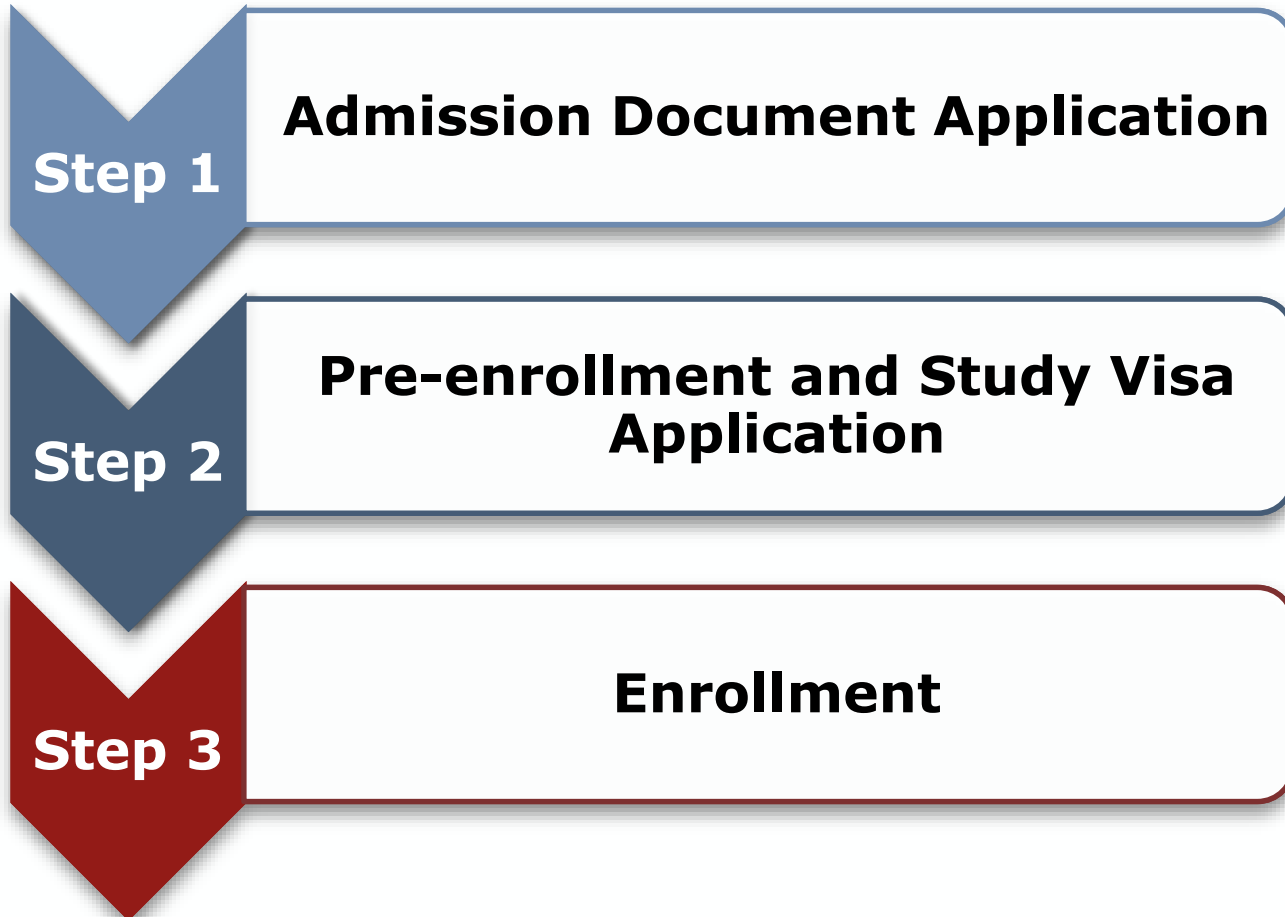 Step 1
Admission Document Application
Step 2
Pre-enrollment and Study Visa
Application
Step 3
Enrollment